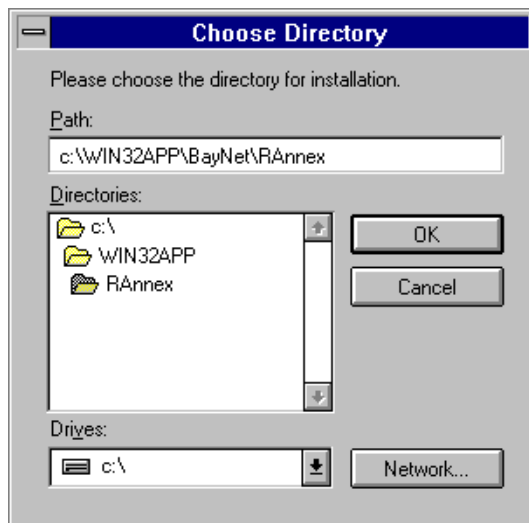 Choose Directory
Please choose the directory for installation.
Path:
c:\WIN32APP\BayNet\RAnnex
Directories:
c:\
WIN32APP
RAnnex
OK
Cancel
Drives:
c:\
Network...